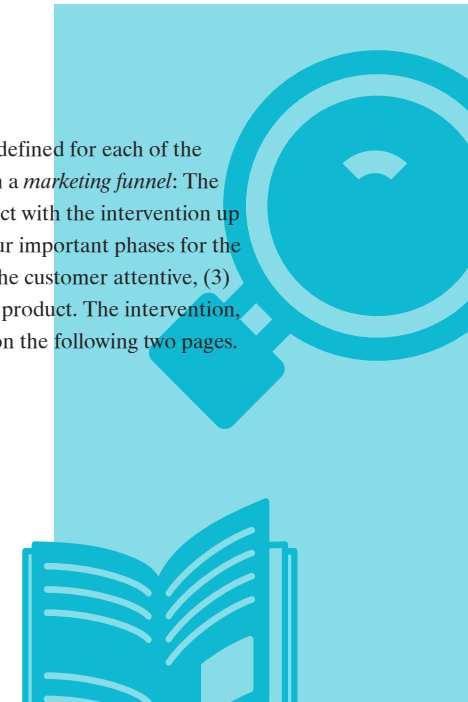 defined for each of the
a marketing funnel: The
ct with the intervention up
ur important phases for the
he customer attentive, (3)
product. The intervention,
on the following two pages.